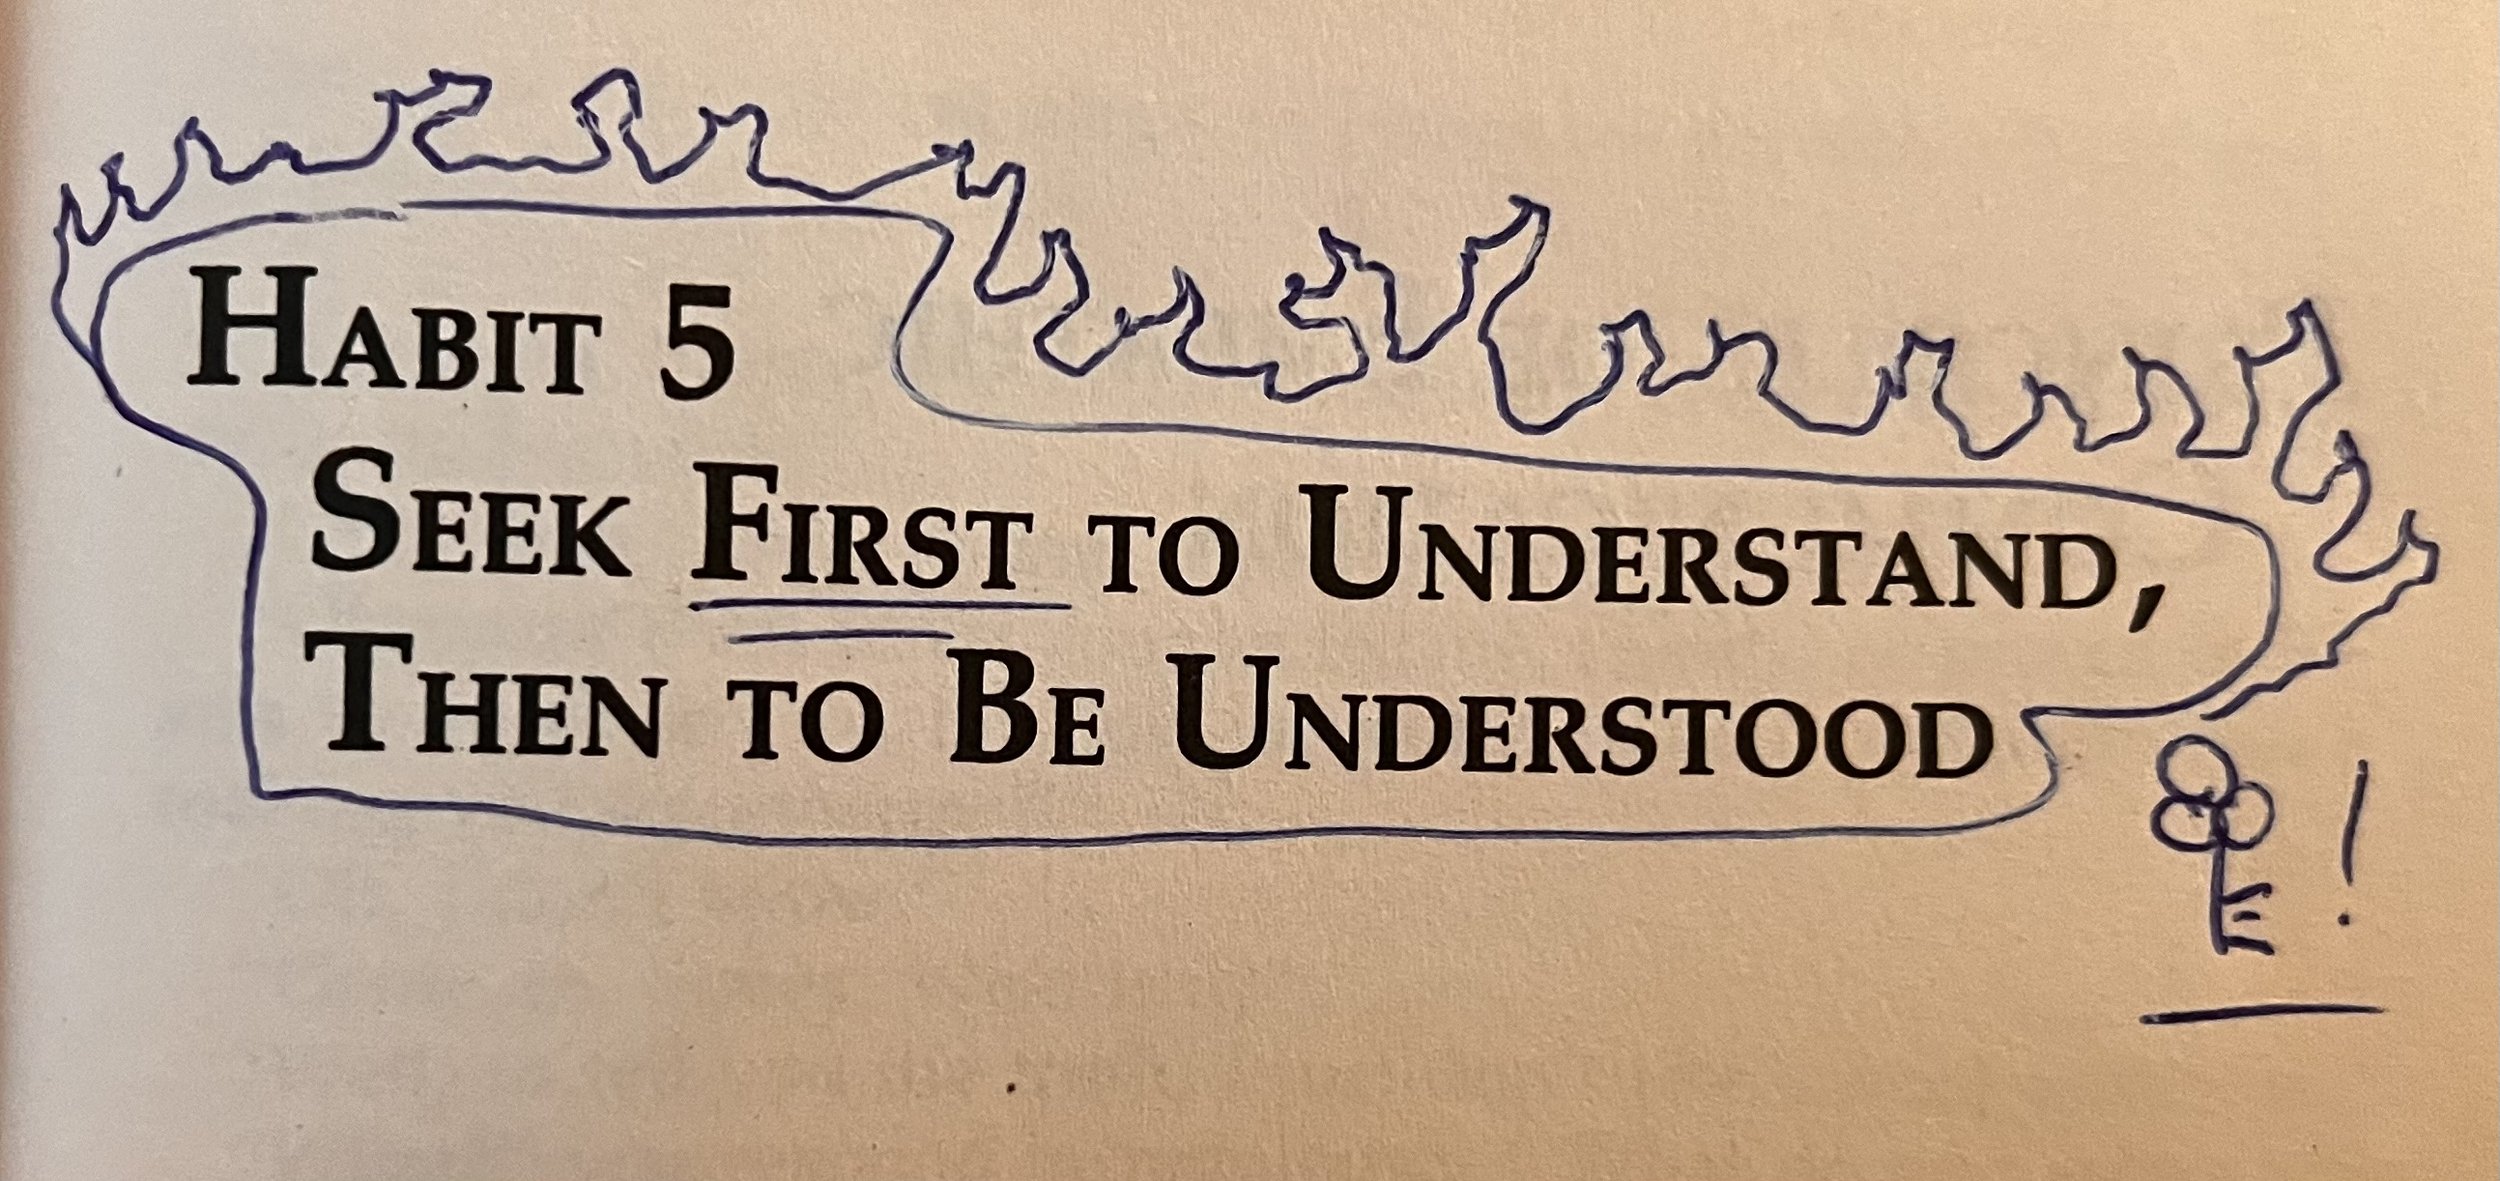 Habit 5
Seek First to Understand,
Then to Be Understood
!